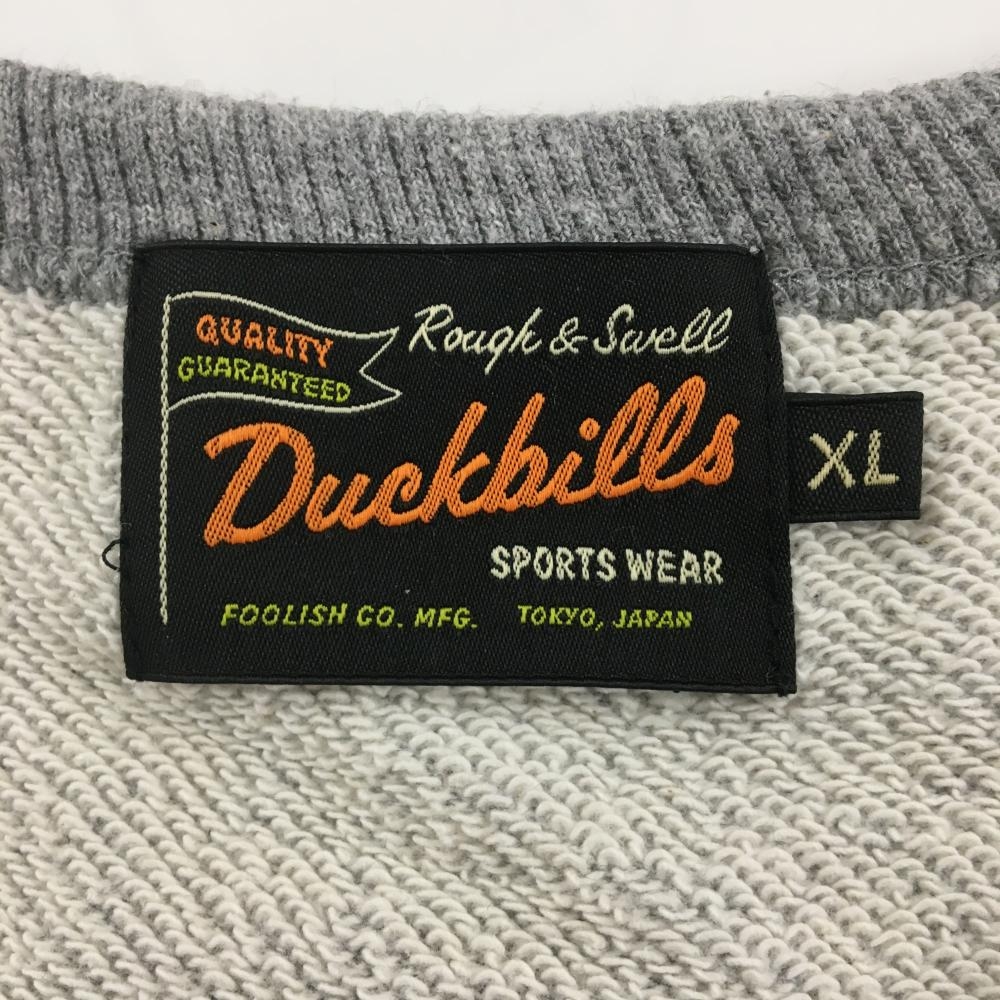 QUALITY
GUARANTEED
Rough & Swell
Duckbills
SPORTS WEAR
FOOLISH CO. MFG. TOKYO, JAPAN
XL